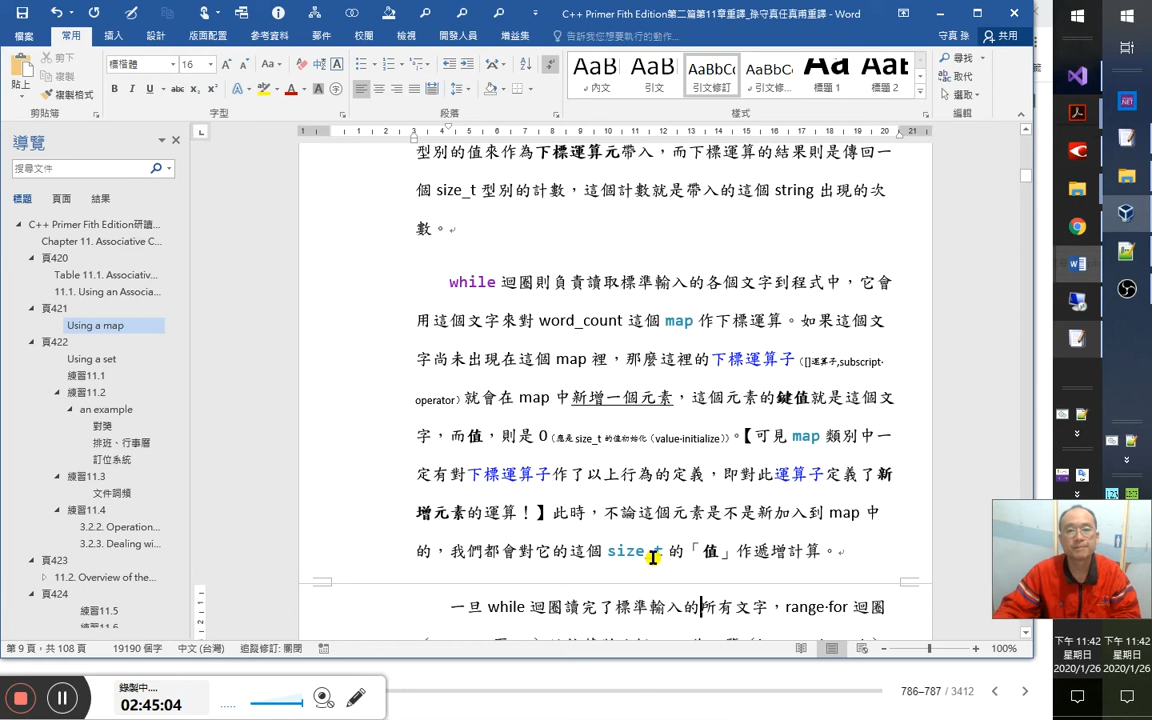 C++ Primer Fith Edition第二篇第11章重譯_孫守真任真甫重譯 - Word
檔案 常用 插入 設計 版面配置 參考資料 郵件 校閱 檢視 開發人員 增益集 告訴我您想要執行的動作... 守真 孫 共用
貼上 剪下 複製 複製格式 剪貼簿
標楷體 16 字型 段落
AaB 內文 AaB 引文 AaBbCc 引文修訂 AaBbCc 引文修... Aa 標題 1 Aa 標題 2 樣式
尋找 取代 選取 編輯
導覽
搜尋文件
標題 頁面 結果
C++ Primer Fith Edition研讀...
Chapter 11. Associative C...
頁420
Table 11.1. Associativ...
11.1. Using an Associa...
頁421
Using a map
頁422
Using a set
練習11.1
練習11.2
an example
對獎
排班、行事曆
訂位系統
練習11.3
文件詞頻
練習11.4
3.2.2. Operation...
3.2.3. Dealing wi...
頁423
11.2. Overview of the...
頁424
練習11.5
練習11.6
型別的值來作為下標運算元帶入，而下標運算的結果則是傳回一
個 size_t 型別的計數，這個計數就是帶入的這個 string 出現的次
數。
while 迴圈則負責讀取標準輸入的各個文字到程式中，它會
用這個文字來對 word_count 這個 map 作下標運算。如果這個文
字尚未出現在這個 map 裡，那麼這裡的下標運算子（[]運算子,subscript
operator）就會在 map 中新增一個元素，這個元素的鍵值就是這個文
字，而值，則是 0（應是 size_t 的值初始化（value-initialize））。【可見 map 類別中一
定有對下標運算子作了以上行為的定義，即對此運算子定義了新
增元素的運算！】此時，不論這個元素是不是新加入到 map 中
的，我們都會對它的這個 size_t 的「值」作遞增計算。
一旦 while 迴圈讀完了標準輸入的所有文字，range for 迴圈
第 9 頁，共 108 頁 19190 個字 中文 (台灣) 追蹤修訂: 關閉 100%
錄製中...
02:45:04
786–787 / 3412
下午 11:42
星期日
2020/1/26
下午 11:42
星期日
2020/1/26